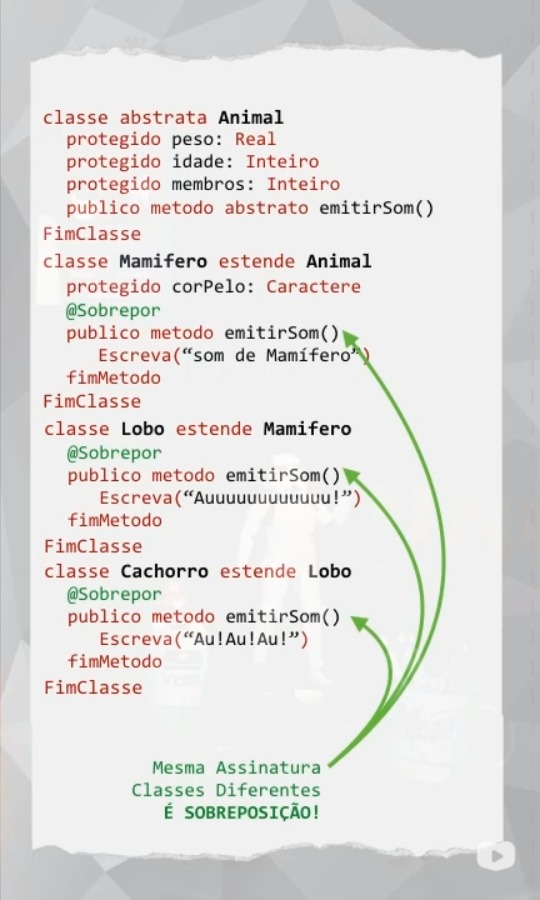 classe abstrata Animal
protegido peso: Real
protegido idade: Inteiro
protegido membros: Inteiro
publico metodo abstrato emitirSom()
FimClasse
classe Mamifero estende Animal
protegido corPelo: Caractere
@Sobrepor
publico metodo emitirSom()
Escreva(“som de Mamífero”)
fimMetodo
FimClasse
classe Lobo estende Mamifero
@Sobrepor
publico metodo emitirSom()
Escreva(“Auuuuuuuuuuuu!”)
fimMetodo
FimClasse
classe Cachorro estende Lobo
@Sobrepor
publico metodo emitirSom()
Escreva(“Au!Au!Au!”)
fimMetodo
FimClasse
Mesma Assinatura
Classes Diferentes
É SOBREPOSIÇÃO!